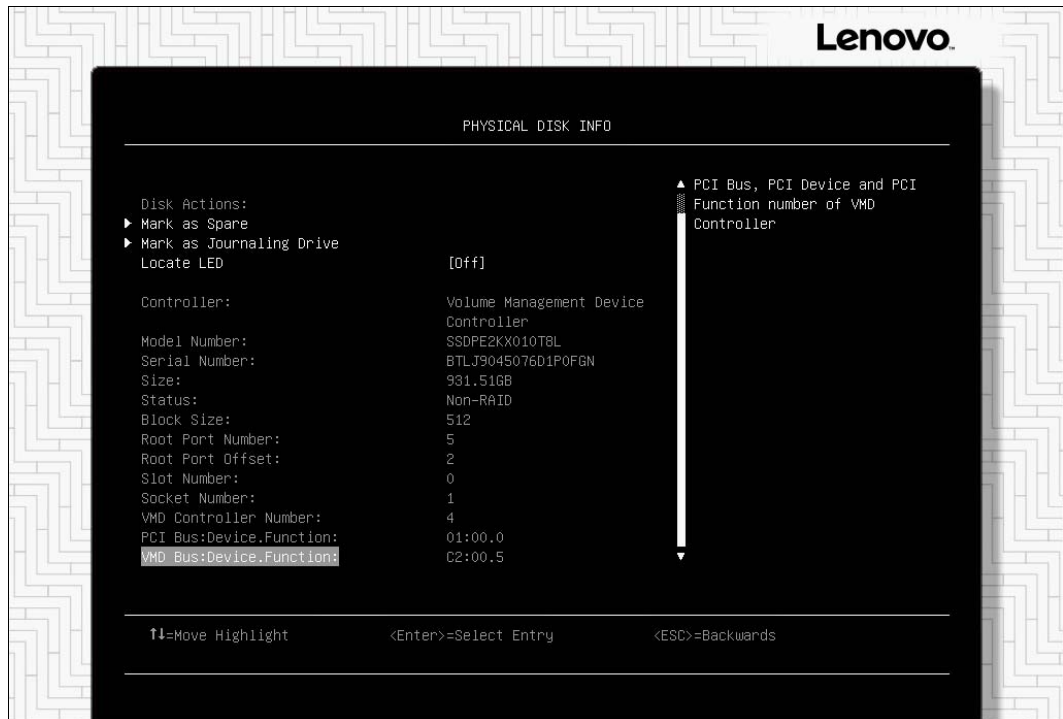 Lenovo™
PHYSICAL DISK INFO
Disk Actions:
Mark as Spare
Mark as Journaling Drive
Locate LED [Off]
Controller: Volume Management Device
Controller
Model Number: SSDPE2KX010T8L
Serial Number: BTLJ9045076D1P0FGN
Size: 931.51GB
Status: Non-RAID
Block Size: 512
Root Port Number: 5
Root Port Offset: 2
Slot Number: 0
Socket Number: 1
VMD Controller Number: 4
PCI Bus:Device.Function: 01:00.0
VMD Bus:Device.Function: C2:00.5
PCI Bus, PCI Device and PCI
Function number of VMD
Controller
↑↓=Move Highlight <Enter>=Select Entry <ESC>=Backwards